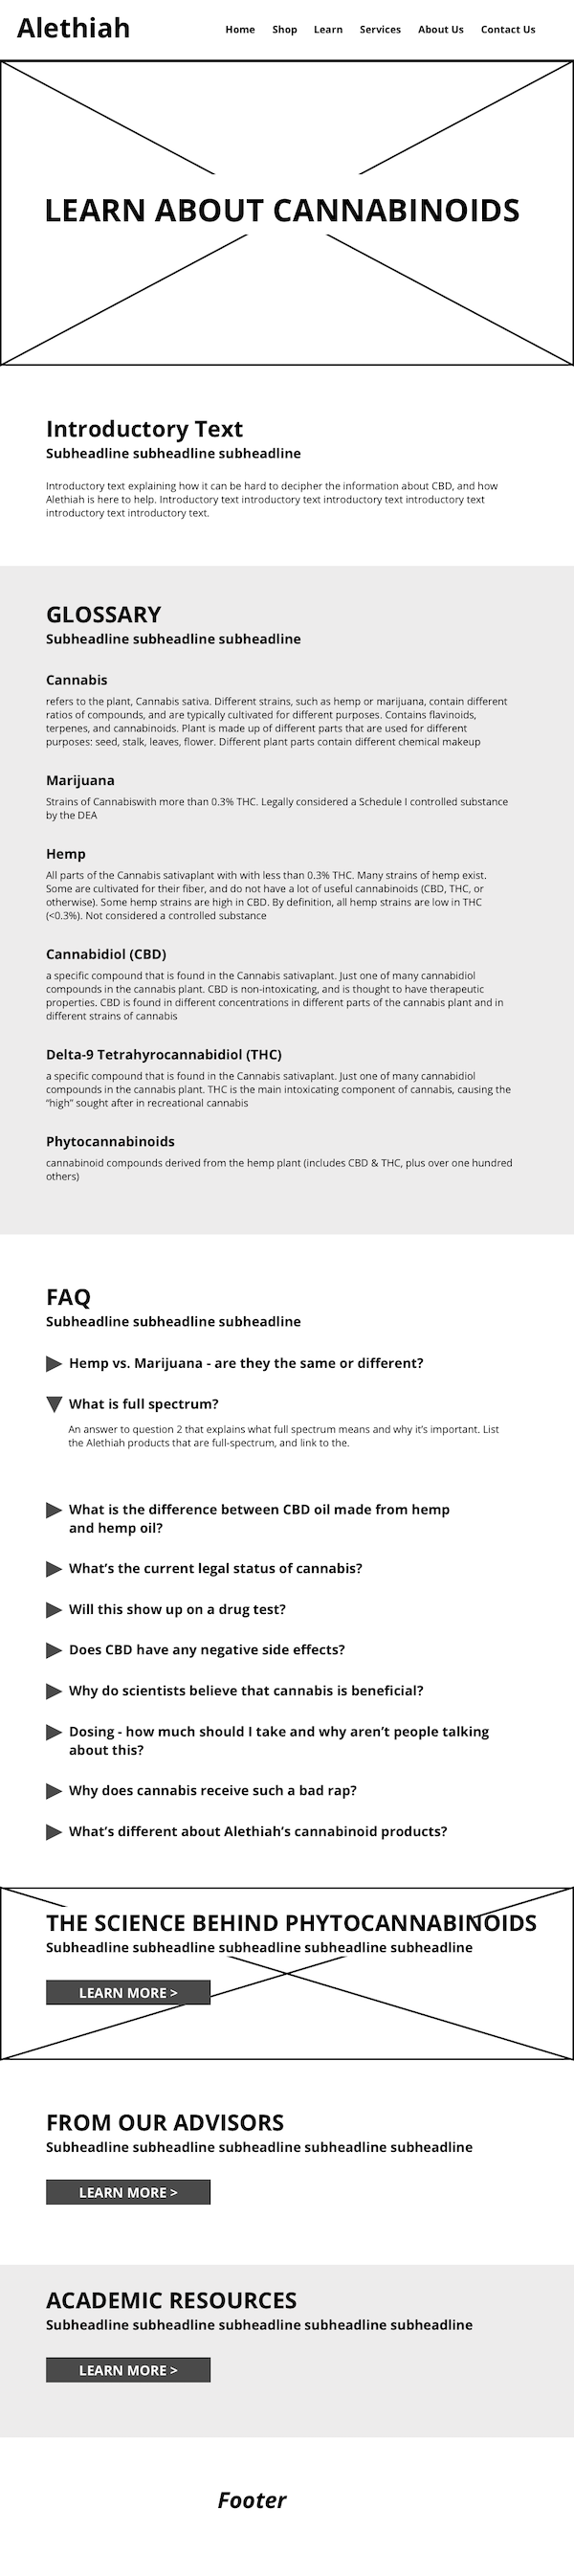 Alethiah
Home Shop Learn Services About Us Contact Us
LEARN ABOUT CANNABINOIDS
Introductory Text
Subheadline subheadline subheadline
Introductory text explaining how it can be hard to decipher the information about CBD, and how
Alethiah is here to help. Introductory text introductory text introductory text introductory text
introductory text introductory text.
GLOSSARY
Subheadline subheadline subheadline
Cannabis
refers to the plant, Cannabis sativa. Different strains, such as hemp or marijuana, contain different
ratios of compounds, and are typically cultivated for different purposes. Contains flavinoids,
terpenes, and cannabinoids. Plant is made up of different parts that are used for different
purposes: seed, stalk, leaves, flower. Different plant parts contain different chemical makeup
Marijuana
Strains of Cannabiswith more than 0.3% THC. Legally considered a Schedule I controlled substance
by the DEA
Hemp
All parts of the Cannabis sativaplant with with less than 0.3% THC. Many strains of hemp exist.
Some are cultivated for their fiber, and do not have a lot of useful cannabinoids (CBD, THC, or
otherwise). Some hemp strains are high in CBD. By definition, all hemp strains are low in THC
(<0.3%). Not considered a controlled substance
Cannabidiol (CBD)
a specific compound that is found in the Cannabis sativaplant. Just one of many cannabidiol
compounds in the cannabis plant. CBD is non-intoxicating, and is thought to have therapeutic
properties. CBD is found in different concentrations in different parts of the cannabis plant and in
different strains of cannabis
Delta-9 Tetrahyrocannabidiol (THC)
a specific compound that is found in the Cannabis sativaplant. Just one of many cannabidiol
compounds in the cannabis plant. THC is the main intoxicating component of cannabis, causing the
“high” sought after in recreational cannabis
Phytocannabinoids
cannabinoid compounds derived from the hemp plant (includes CBD & THC, plus over one hundred
others)
FAQ
Subheadline subheadline subheadline
Hemp vs. Marijuana - are they the same or different?
What is full spectrum?
An answer to question 2 that explains what full spectrum means and why it’s important. List
the Alethiah products that are full-spectrum, and link to the.
What is the difference between CBD oil made from hemp
and hemp oil?
What’s the current legal status of cannabis?
Will this show up on a drug test?
Does CBD have any negative side effects?
Why do scientists believe that cannabis is beneficial?
Dosing - how much should I take and why aren’t people talking
about this?
Why does cannabis receive such a bad rap?
What’s different about Alethiah’s cannabinoid products?
THE SCIENCE BEHIND PHYTOCANNABINOIDS
Subheadline subheadline subheadline subheadline subheadline
LEARN MORE >
FROM OUR ADVISORS
Subheadline subheadline subheadline subheadline subheadline
LEARN MORE >
ACADEMIC RESOURCES
Subheadline subheadline subheadline subheadline subheadline
LEARN MORE >
Footer